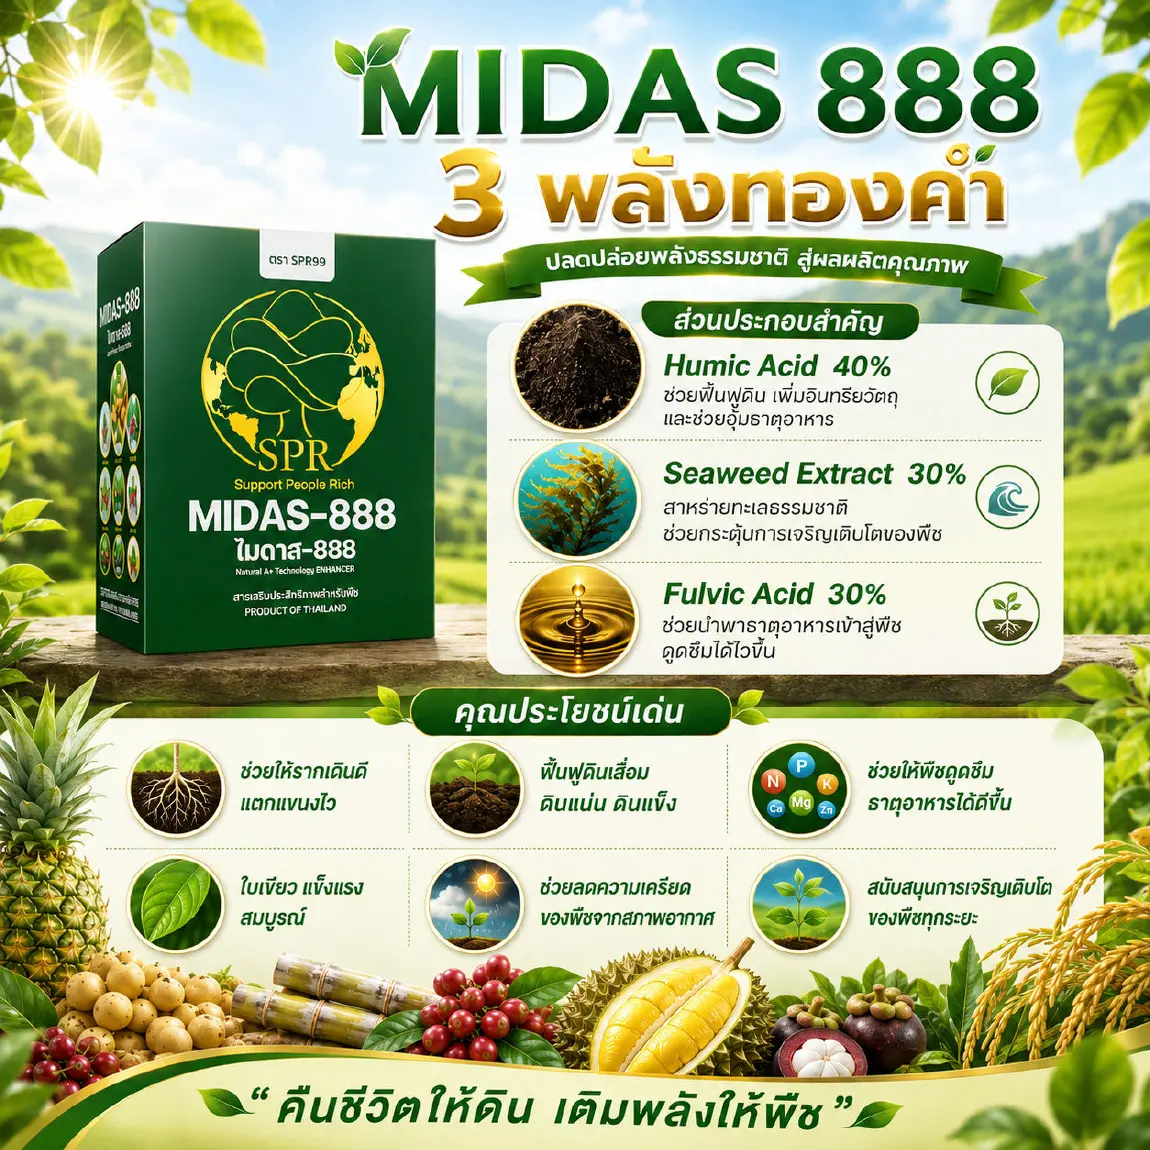 MIDAS 888
3 พลังทองคำ
ปลดปล่อยพลังธรรมชาติ สู่ผลผลิตคุณภาพ
ตรา SPR99
SPR
Support People Rich
MIDAS-888
ไมดาส-888
Natural A+ Technology ENHANCER
สารเสริมประสิทธิภาพสำหรับพืช
PRODUCT OF THAILAND
MIDAS-888
ไมดาส-888
ส่วนประกอบสำคัญ
Humic Acid 40%
ช่วยฟื้นฟูดิน เพิ่มอินทรียวัตถุ
และช่วยอุ้มธาตุอาหาร
Seaweed Extract 30%
สาหร่ายทะเลธรรมชาติ
ช่วยกระตุ้นการเจริญเติบโตของพืช
Fulvic Acid 30%
ช่วยนำพาธาตุอาหารเข้าสู่พืช
ดูดซึมได้ไวขึ้น
คุณประโยชน์เด่น
ช่วยให้รากเดินดี
แตกแขนงไว
ฟื้นฟูดินเสื่อม
ดินแน่น ดินแข็ง
N P K
Ca Mg Zn
ช่วยให้พืชดูดซึม
ธาตุอาหารได้ดีขึ้น
ใบเขียว แข็งแรง
สมบูรณ์
ช่วยลดความเครียด
ของพืชจากสภาพอากาศ
สนับสนุนการเจริญเติบโต
ของพืชทุกระยะ
“ คืนชีวิตให้ดิน เติมพลังให้พืช ”